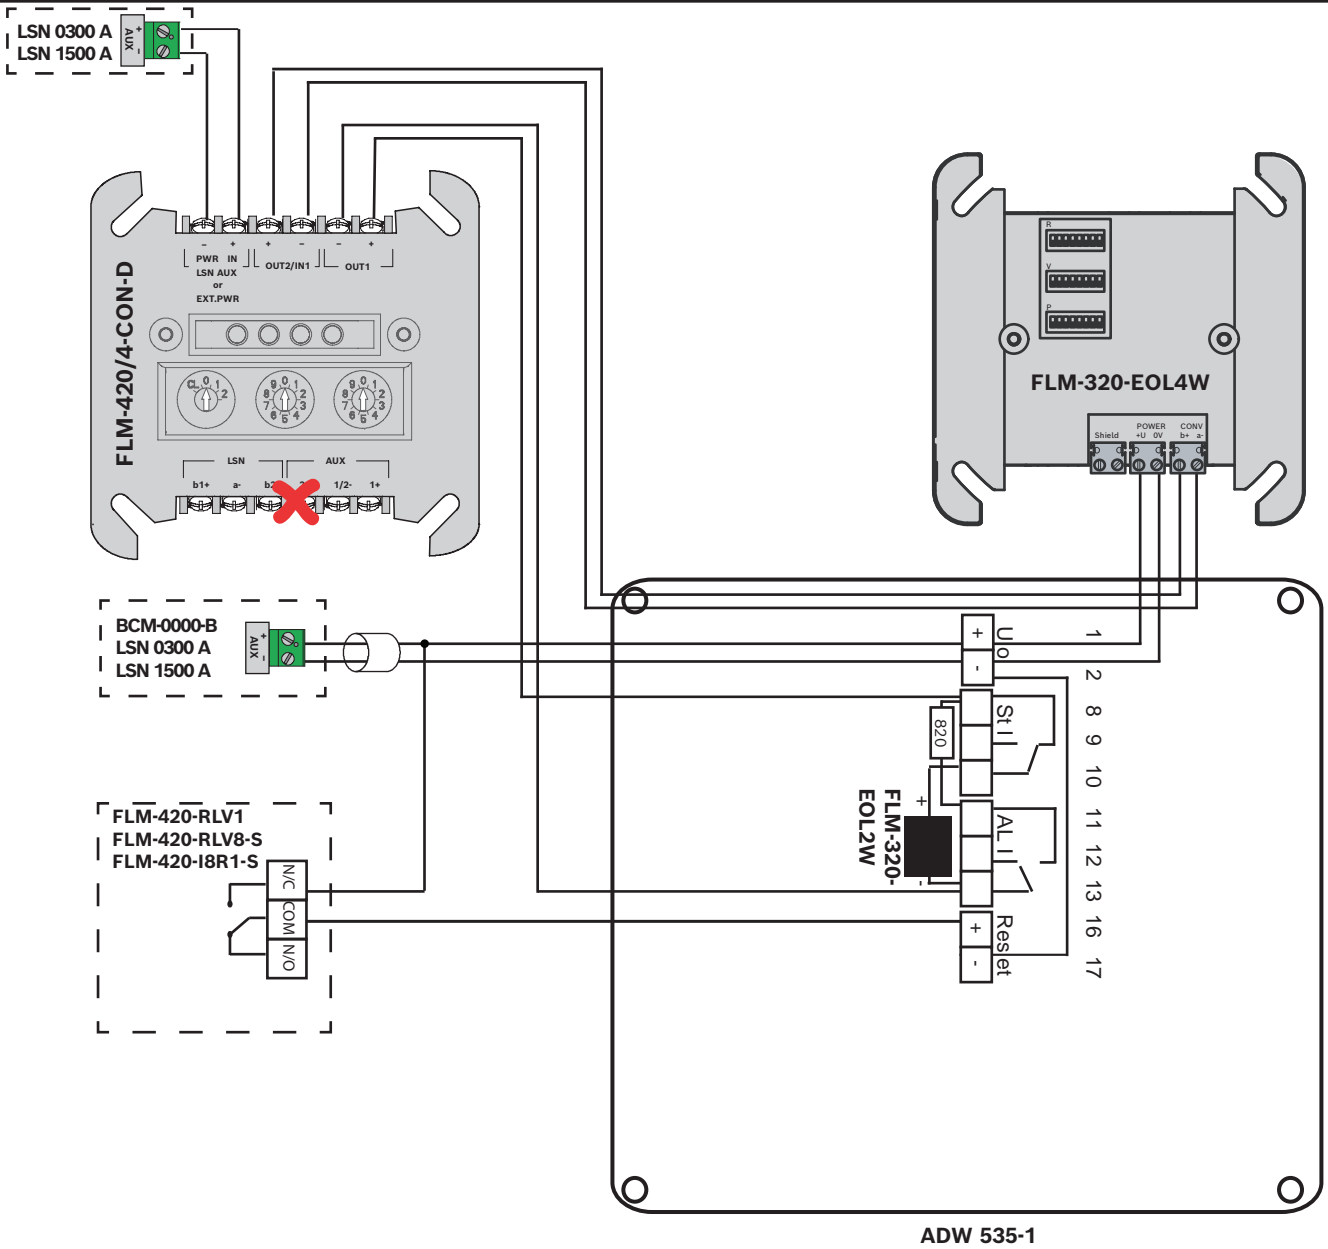 LSN 0300 A
LSN 1500 A
+
AUX
–
– + + – – +
PWR IN
LSN AUX
or
EXT.PWR
OUT2/IN1
OUT1
FLM-420/4-CON-D
CL 0 1 2
9 0 1 2 3 4 5 6 7 8
9 0 1 2 3 4 5 6 7 8
LSN
AUX
b1+ a- 1/2- 1+
R
V
P
FLM-320-EOL4W
Shield
POWER
+U 0V
CONV
b+ a-
BCM-0000-B
LSN 0300 A
LSN 1500 A
+
AUX
–
FLM-420-RLV1
FLM-420-RLV8-S
FLM-420-I8R1-S
N/C
COM
N/O
+
-
U
o
1
2
St I
8
9
10
820
FLM-320-
EOL2W
+
-
AL I
11
12
13
+
-
Reset
16
17
ADW 535-1